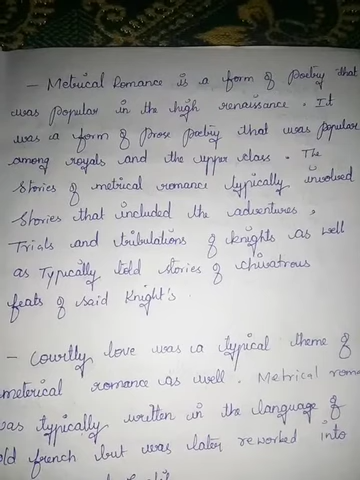 - Metrical Romance is a form of Poetry that
was Popular in the high renaissance. It
was a form of Prose Poetry that was Popular
among royals and the upper class. The
Stories of metrical romance typically involved
Stories that included the adventures,
Trials and tribulations of knights as well
as Typically told stories of chivatrous
feats of said Knight's
- Courtly love was a typical theme of
meterical romance as well. Metrical roma
was typically written in the language of
old french but was later reworked into